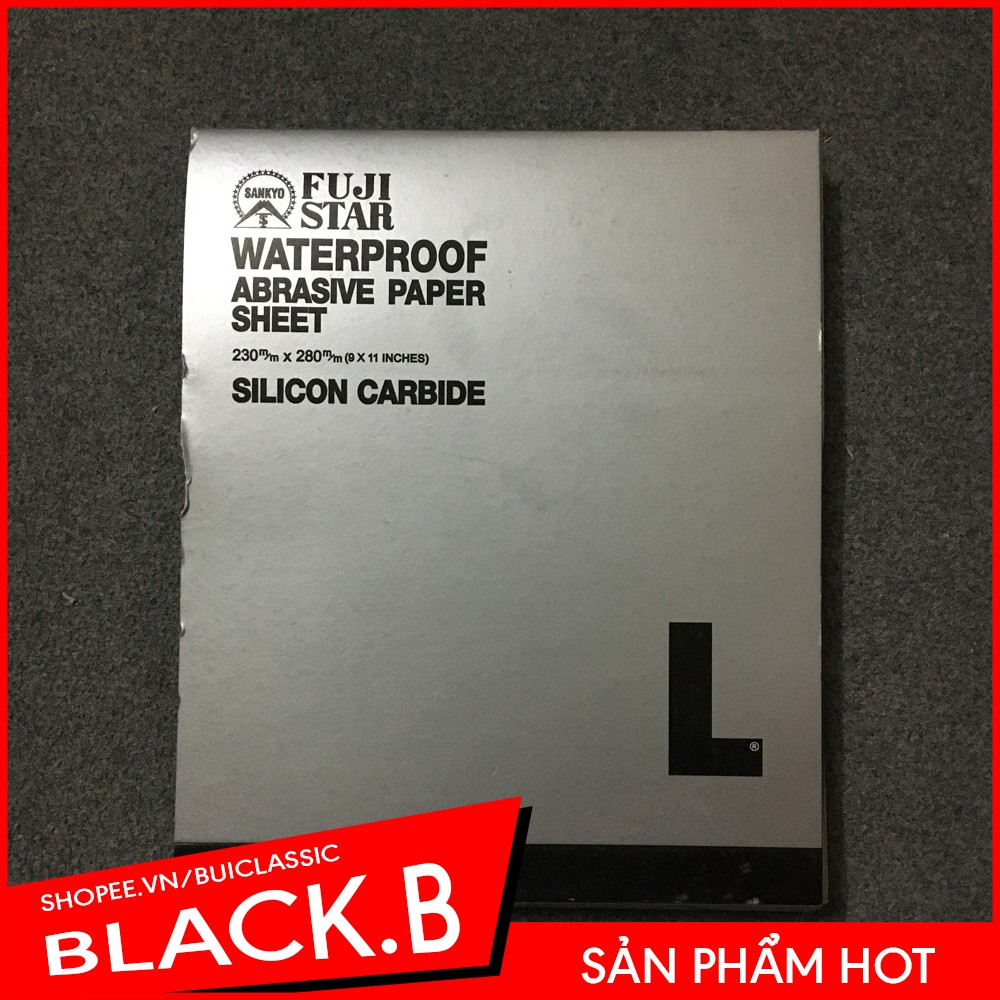 SANKYO
FUJI
STAR
WATERPROOF
ABRASIVE PAPER
SHEET
230m/m x 280m/m (9 X 11 INCHES)
SILICON CARBIDE
L®
SHOPEE.VN/BUICLASSIC
BLACK.B
SẢN PHẨM HOT